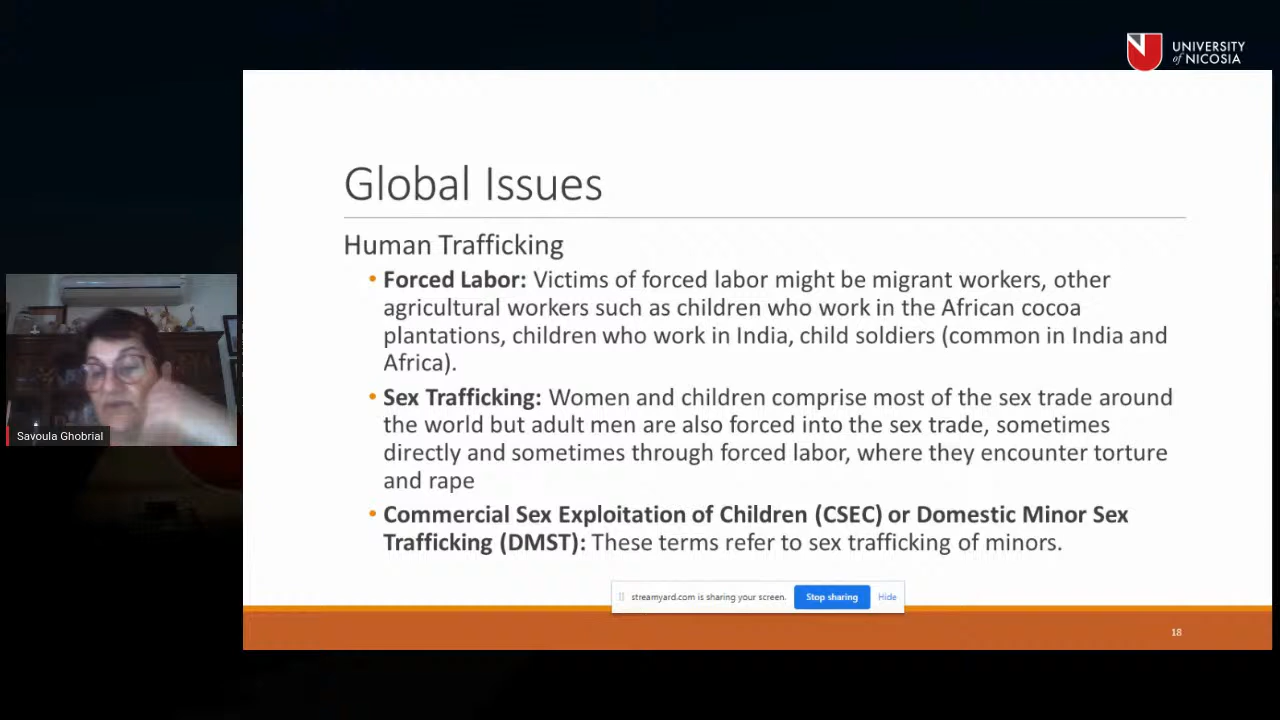 UNIVERSITY
of NICOSIA
Global Issues
Human Trafficking
• Forced Labor: Victims of forced labor might be migrant workers, other
agricultural workers such as children who work in the African cocoa
plantations, children who work in India, child soldiers (common in India and
Africa).
• Sex Trafficking: Women and children comprise most of the sex trade around
the world but adult men are also forced into the sex trade, sometimes
directly and sometimes through forced labor, where they encounter torture
and rape
• Commercial Sex Exploitation of Children (CSEC) or Domestic Minor Sex
Trafficking (DMST): These terms refer to sex trafficking of minors.
Savoula Ghobrial
streamyard.com is sharing your screen. Stop sharing Hide
18